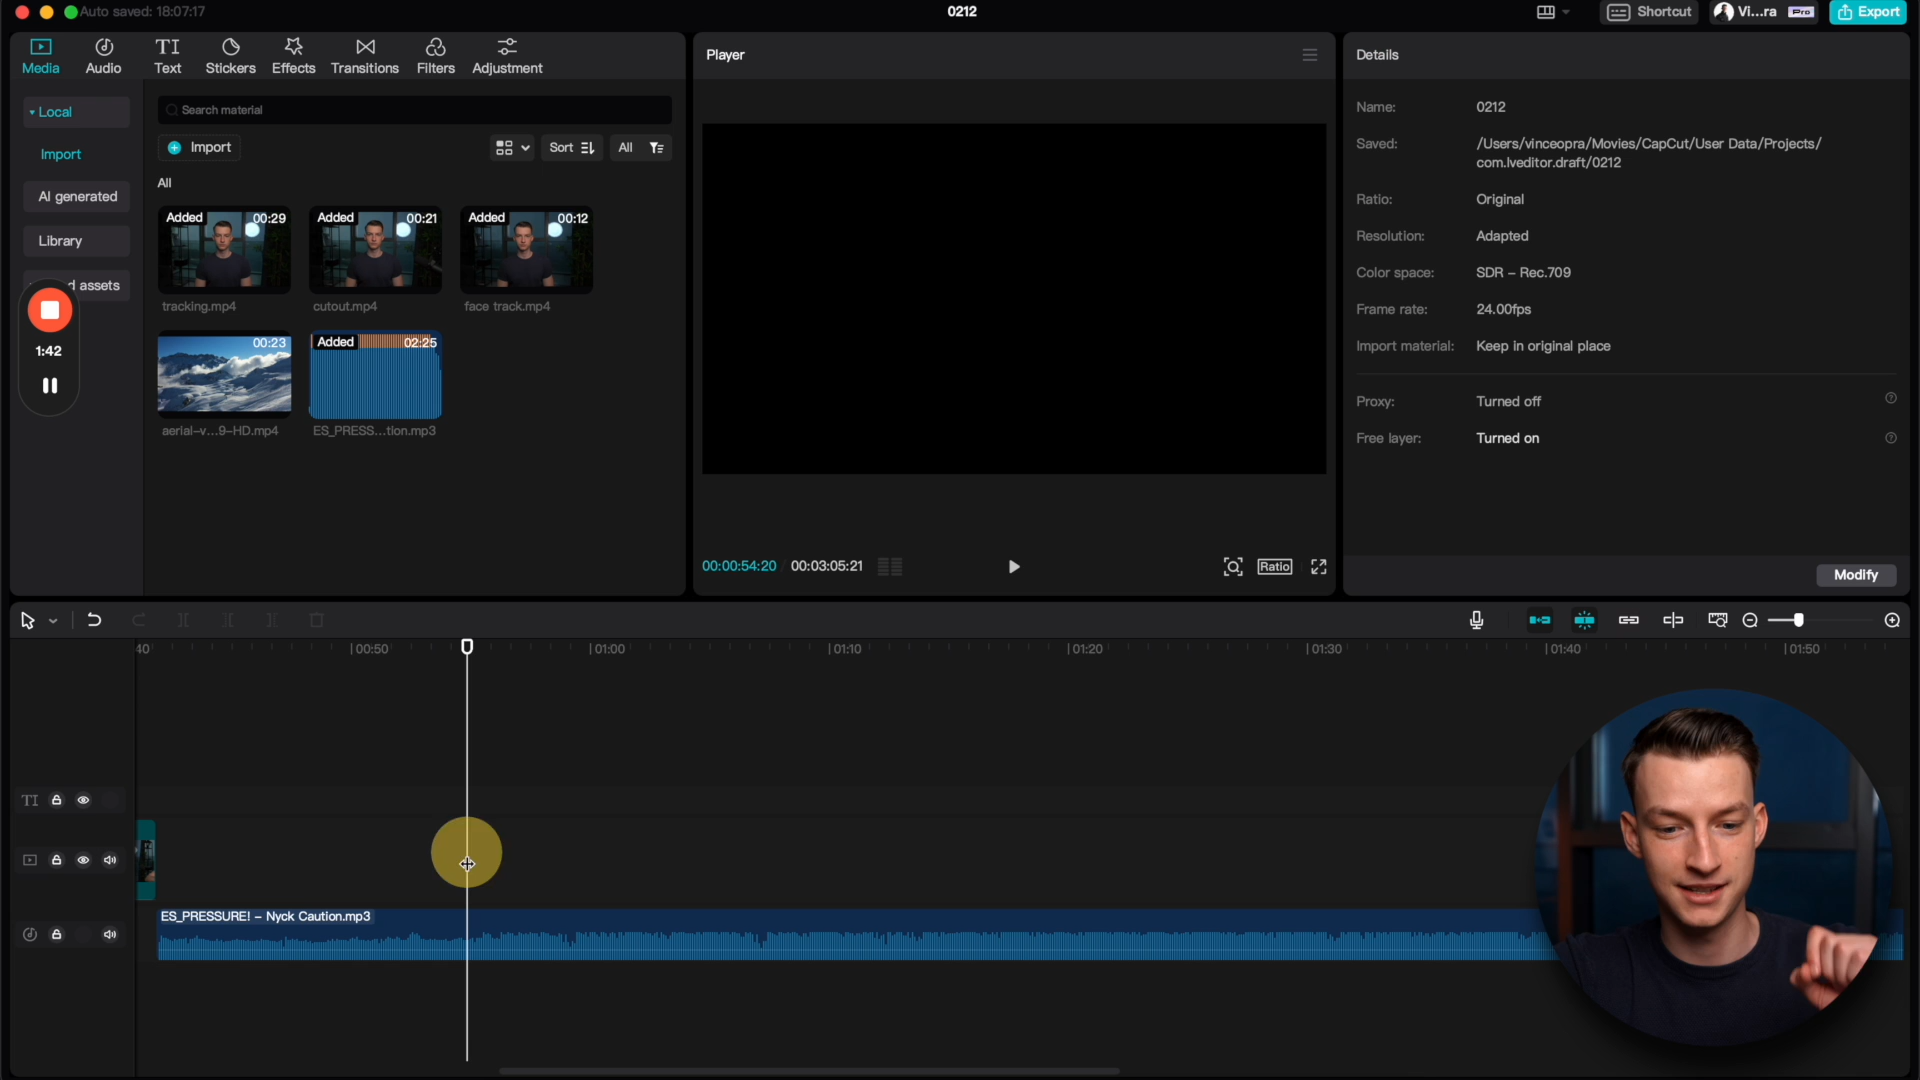 Auto saved: 18:07:17
0212
Shortcut
Vi...ra
Pro
Export
Media
Audio
Text
Stickers
Effects
Transitions
Filters
Adjustment
Local
Import
AI generated
Library
d assets
1:42
Search material
Import
Sort
All
All
Added 00:29
tracking.mp4
Added 00:21
cutout.mp4
Added 00:12
face track.mp4
00:23
aerial-v...9-HD.mp4
Added 02:25
ES_PRESS...tion.mp3
Player
00:00:54:20
00:03:05:21
Ratio
Details
Name: 0212
Saved: /Users/vinceopra/Movies/CapCut/User Data/Projects/
com.lveditor.draft/0212
Ratio: Original
Resolution: Adapted
Color space: SDR – Rec.709
Frame rate: 24.00fps
Import material: Keep in original place
Proxy: Turned off
Free layer: Turned on
Modify
40
00:50
01:00
01:10
01:20
01:30
01:40
01:50
TI
ES_PRESSURE! – Nyck Caution.mp3